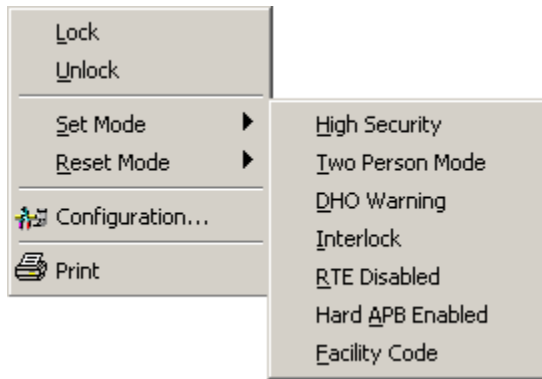 Lock
Unlock
Set Mode
Reset Mode
Configuration...
Print
High Security
Two Person Mode
DHO Warning
Interlock
RTE Disabled
Hard APB Enabled
Facility Code